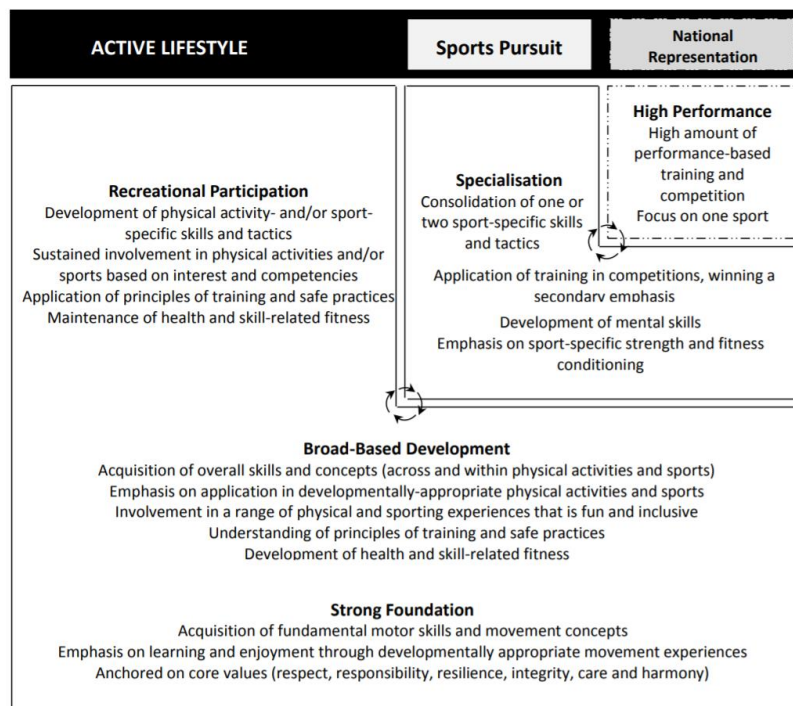 ACTIVE LIFESTYLE
Sports Pursuit
National
Representation
High Performance
High amount of
performance-based
training and
competition
Focus on one sport
Specialisation
Consolidation of one or
two sport-specific skills
and tactics
Application of training in competitions, winning a
secondary emphasis
Development of mental skills
Emphasis on sport-specific strength and fitness
conditioning
Recreational Participation
Development of physical activity- and/or sport-
specific skills and tactics
Sustained involvement in physical activities and/or
sports based on interest and competencies
Application of principles of training and safe practices
Maintenance of health and skill-related fitness
Broad-Based Development
Acquisition of overall skills and concepts (across and within physical activities and sports)
Emphasis on application in developmentally-appropriate physical activities and sports
Involvement in a range of physical and sporting experiences that is fun and inclusive
Understanding of principles of training and safe practices
Development of health and skill-related fitness
Strong Foundation
Acquisition of fundamental motor skills and movement concepts
Emphasis on learning and enjoyment through developmentally appropriate movement experiences
Anchored on core values (respect, responsibility, resilience, integrity, care and harmony)